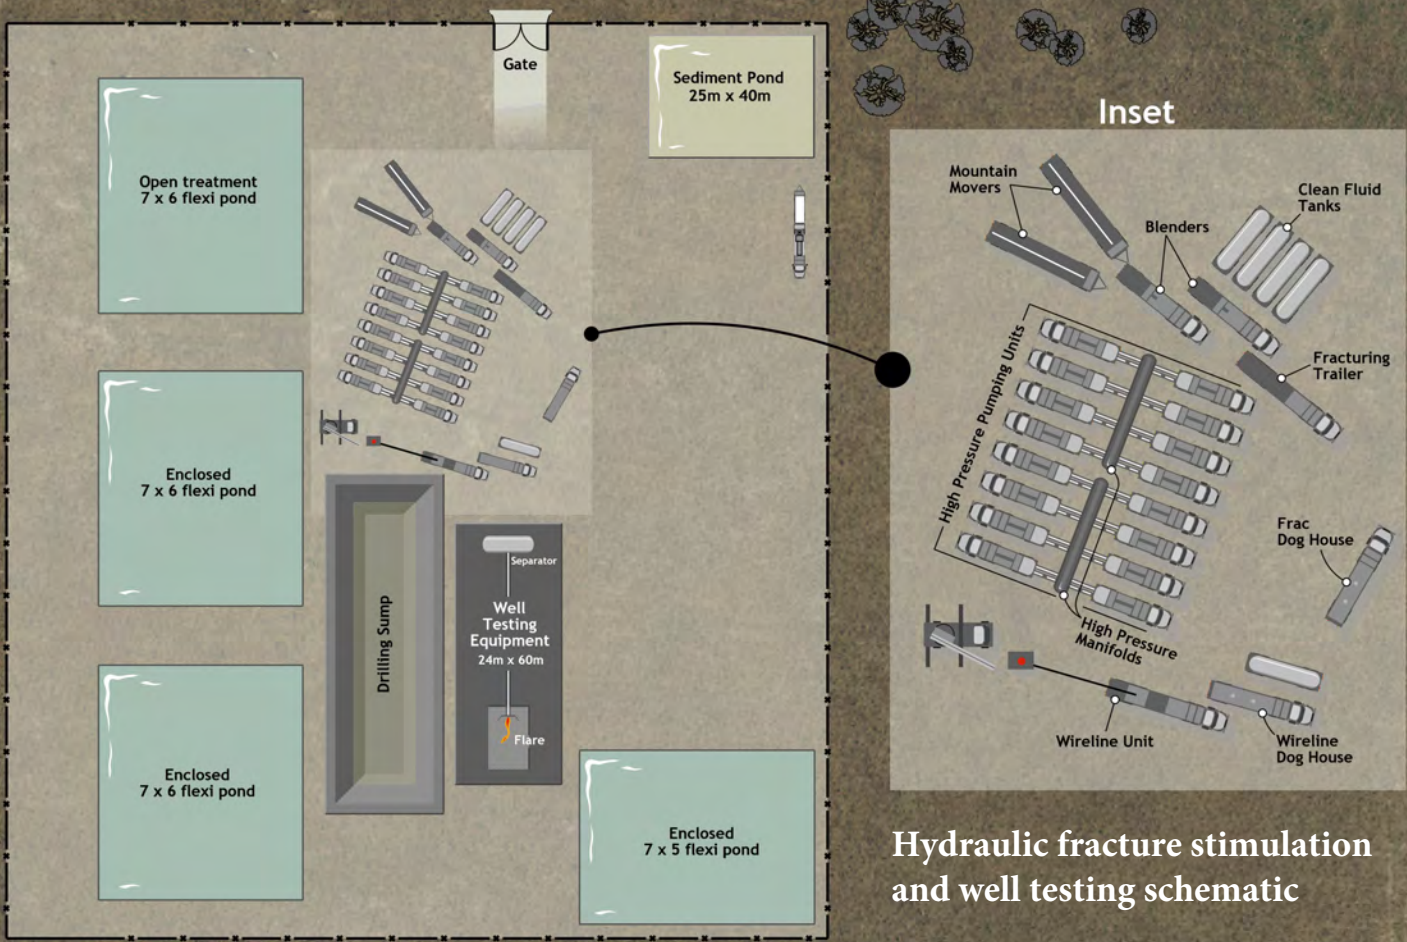 Gate
Sediment Pond
25m x 40m
Open treatment
7 x 6 flexi pond
Enclosed
7 x 6 flexi pond
Enclosed
7 x 6 flexi pond
Drilling Sump
Separator
Well
Testing
Equipment
24m x 60m
Flare
Enclosed
7 x 5 flexi pond
Inset
Mountain
Movers
Blenders
Clean Fluid
Tanks
Fracturing
Trailer
High Pressure Pumping Units
Frac
Dog House
High Pressure
Manifolds
Wireline Unit
Wireline
Dog House
Hydraulic fracture stimulation
and well testing schematic